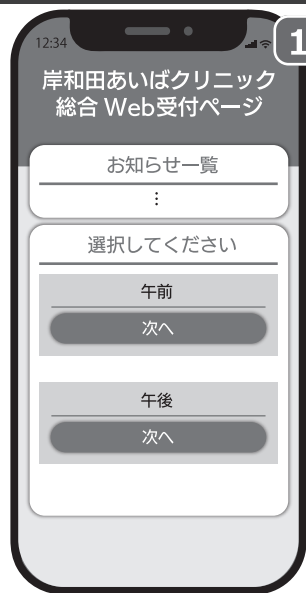 1
12:34
岸和田あいばクリニック
総合 Web受付ページ
お知らせ一覧
⋮
選択してください
午前
次へ
午後
次へ